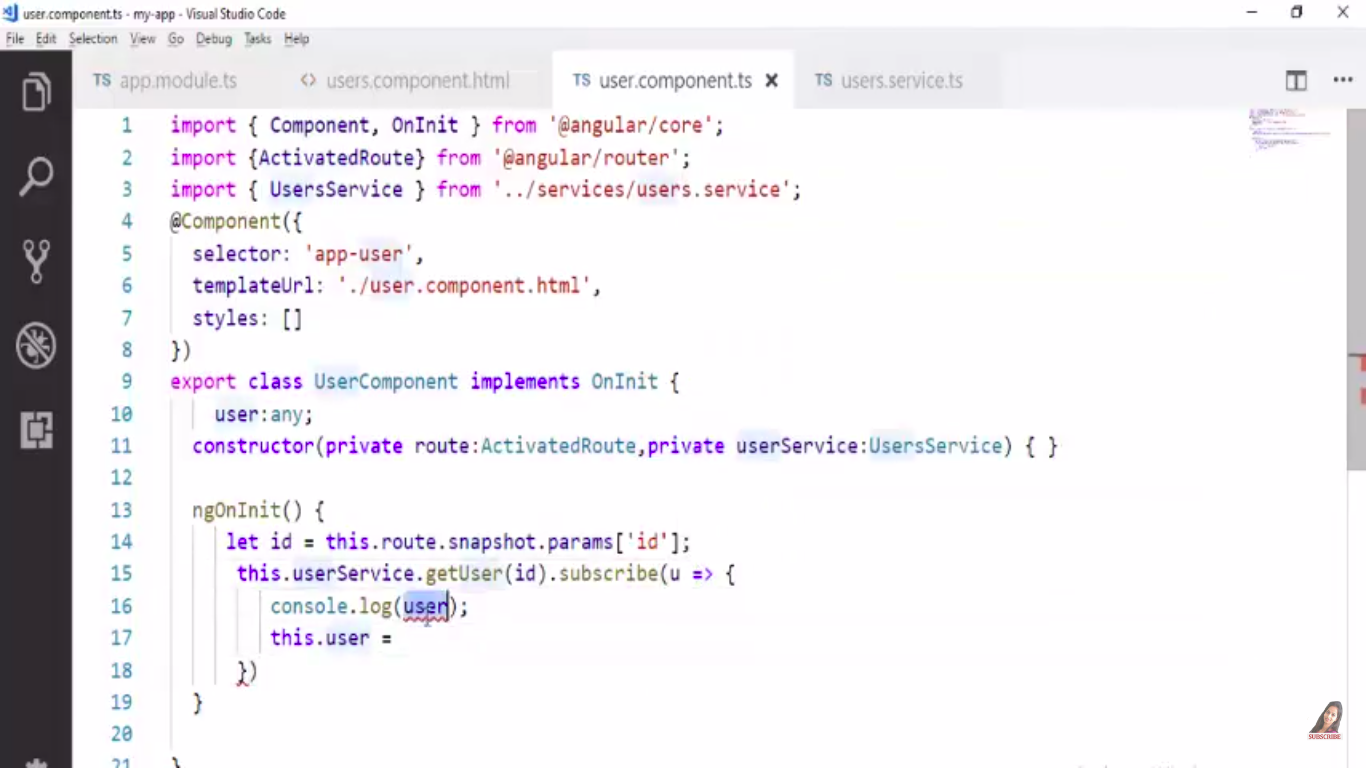 user.component.ts - my-app - Visual Studio Code
File Edit Selection View Go Debug Tasks Help
TS app.module.ts <> users.component.html TS user.component.ts TS users.service.ts
1 import { Component, OnInit } from '@angular/core';
2 import {ActivatedRoute} from '@angular/router';
3 import { UsersService } from '../services/users.service';
4 @Component({
5 selector: 'app-user',
6 templateUrl: './user.component.html',
7 styles: []
8 })
9 export class UserComponent implements OnInit {
10 user:any;
11 constructor(private route:ActivatedRoute,private userService:UsersService) { }
12
13 ngOnInit() {
14 let id = this.route.snapshot.params['id'];
15 this.userService.getUser(id).subscribe(u => {
16 console.log(user);
17 this.user =
18 })
19 }
20
21 }
SUBSCRIBE